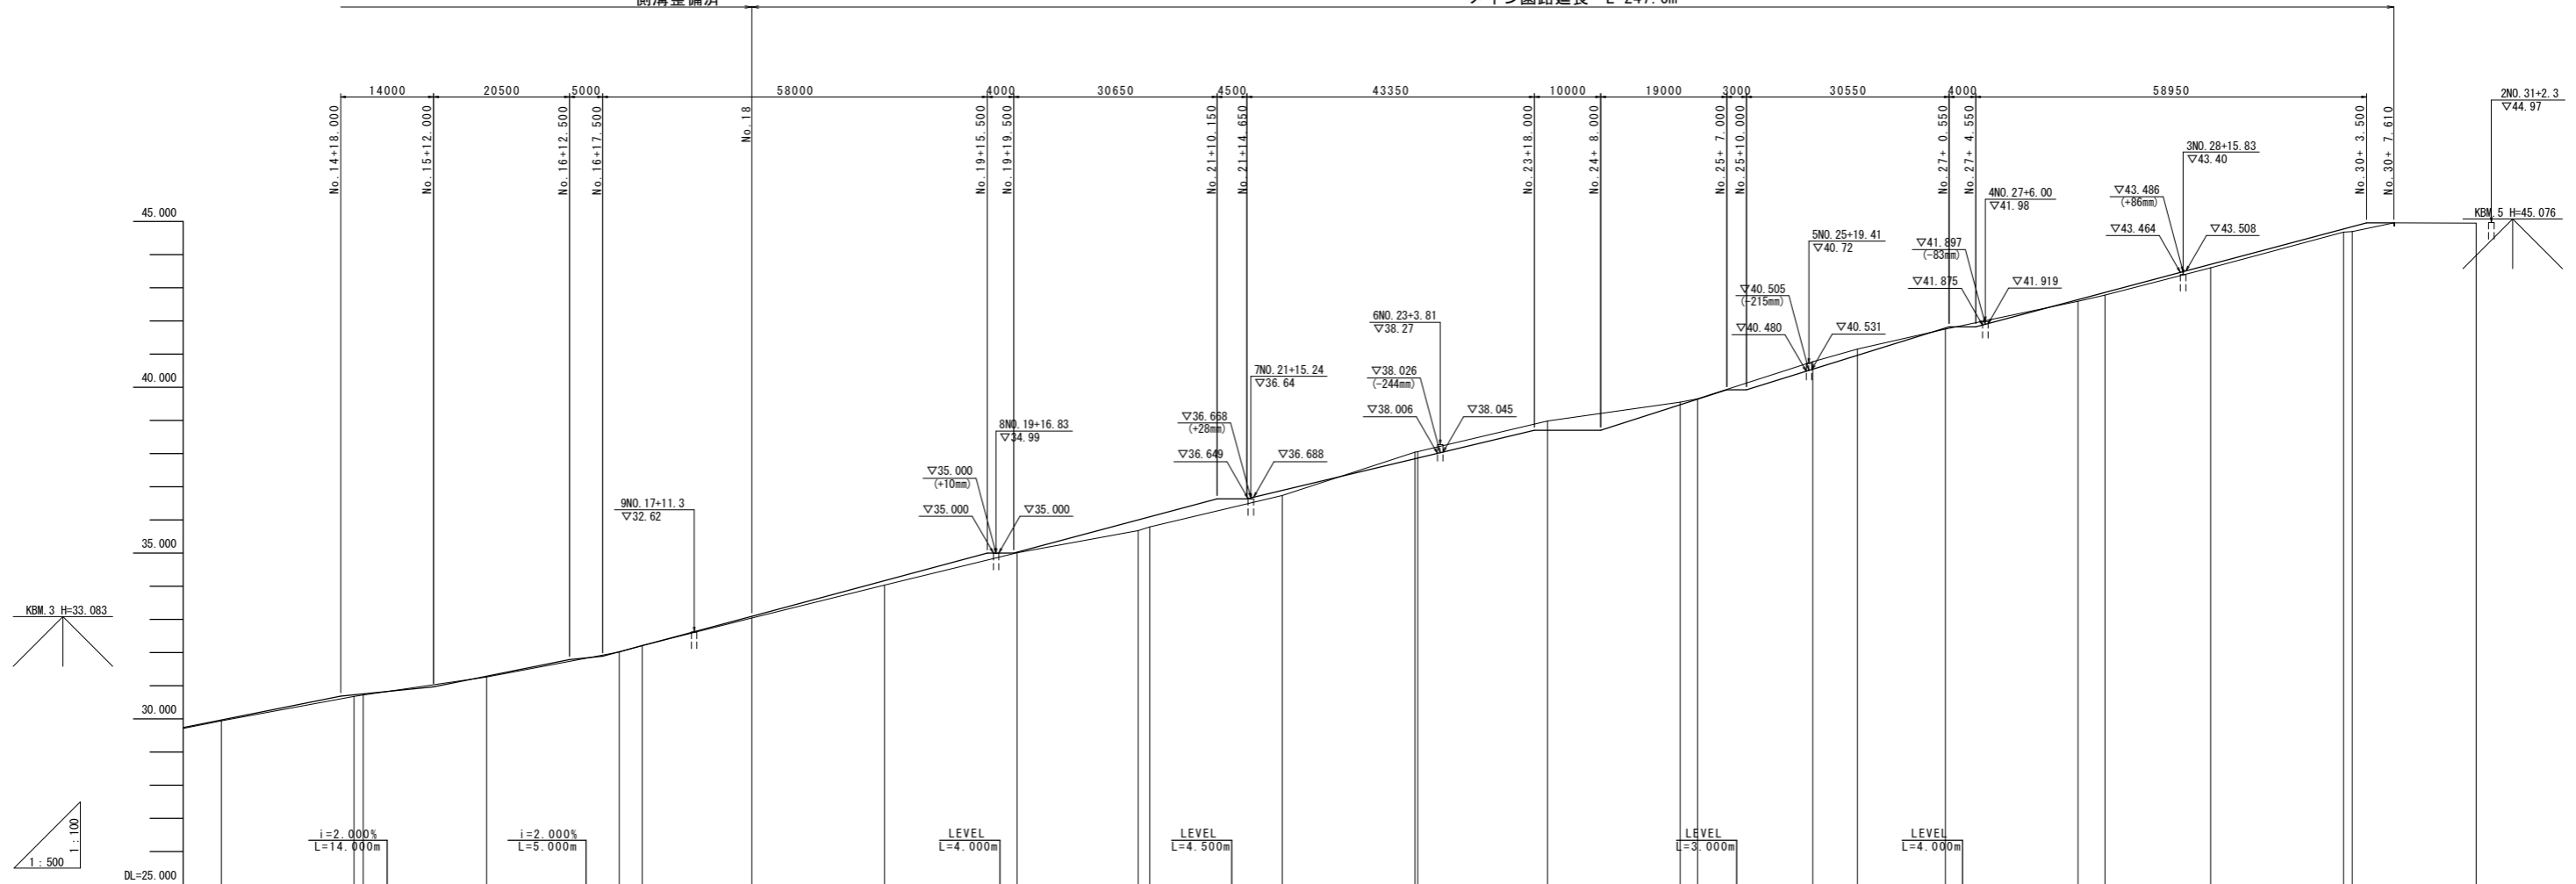 14000
20500
5000
58000
4000
30650
4500
43350
10000
19000
3000
30550
4000
58950
No.14+18.000
No.15+12.000
No.16+12.500
No.16+17.500
No.18
No.19+15.500
No.19+19.500
No.21+10.150
No.21+14.650
No.23+18.000
No.24+ 8.000
No.25+ 7.000
No.25+10.000
No.27+ 0.550
No.27+ 4.550
No.30+ 3.500
No.30+ 7.610
2NO.31+2.3
▽44.97
3NO.28+15.83
▽43.40
▽43.486
(+86mm)
▽43.464
▽43.508
4NO.27+6.00
▽41.98
▽41.897
(-83mm)
▽41.875
▽41.919
5NO.25+19.41
▽40.72
▽40.505
(-215mm)
▽40.480
▽40.531
6NO.23+3.81
▽38.27
▽38.026
(-244mm)
▽38.006
▽38.045
7NO.21+15.24
▽36.64
▽36.668
(+28mm)
▽36.649
▽36.688
8NO.19+16.83
▽34.99
▽35.000
(+10mm)
▽35.000
▽35.000
9NO.17+11.3
▽32.62
KBM.5 H=45.076
KBM.3 H=33.083
45.000
40.000
35.000
30.000
DL=25.000
1:100
1:500
i=2.000%
L=14.000m
i=2.000%
L=5.000m
LEVEL
L=4.000m
LEVEL
L=4.500m
LEVEL
L=3.000m
LEVEL
L=4.000m